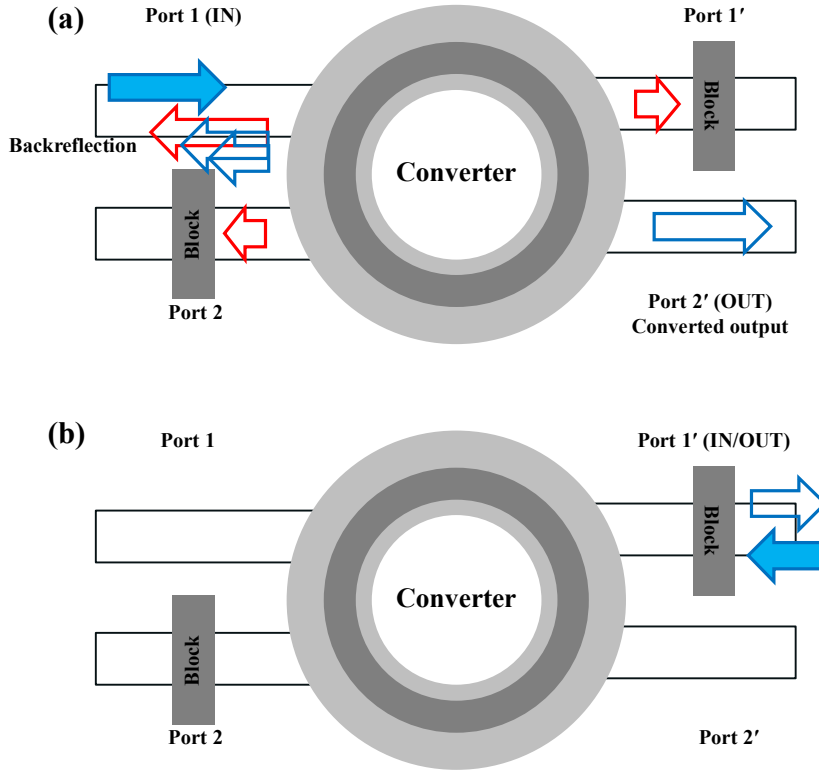 (a)
Port 1 (IN)
Port 1′
Block
Backreflection
Converter
Block
Port 2
Port 2′ (OUT)
Converted output
(b)
Port 1
Port 1′ (IN/OUT)
Block
Converter
Block
Port 2
Port 2′